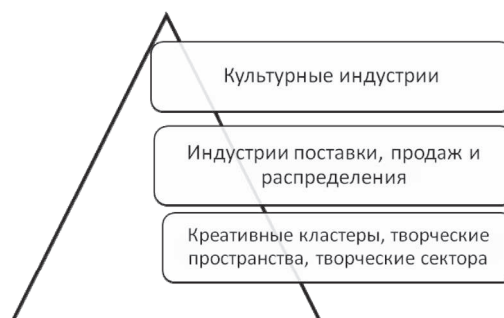 Культурные индустрии
Индустрии поставки, продаж и
распределения
Креативные кластеры, творческие
пространства, творческие сектора